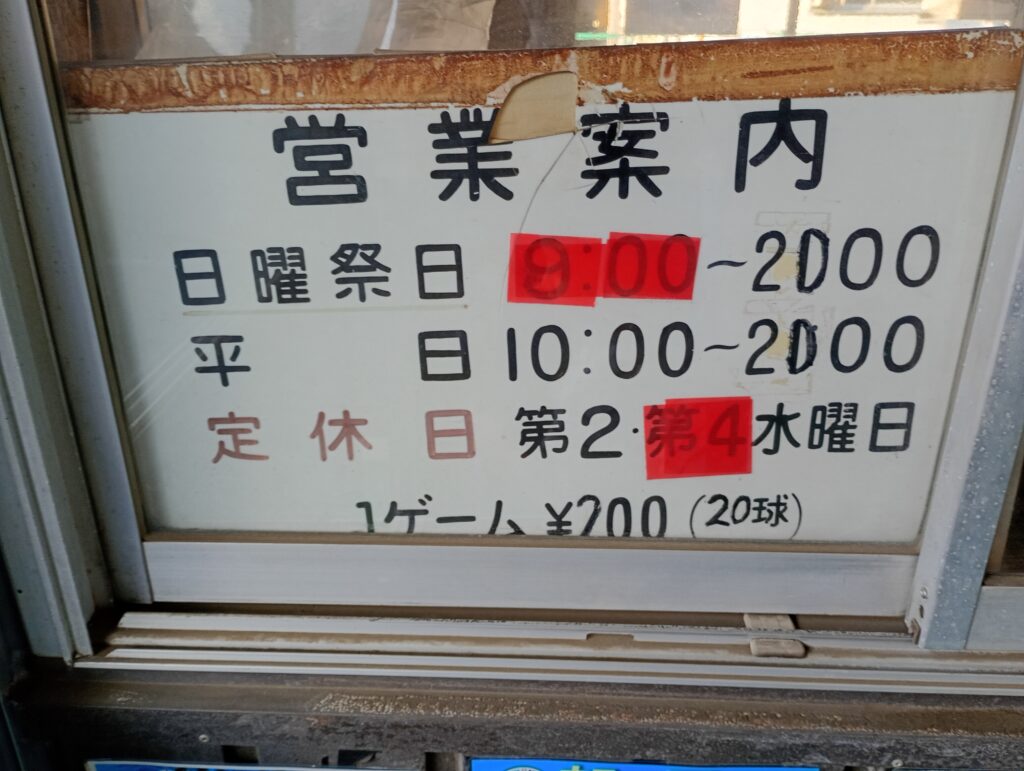 営業案内
日曜祭日 9:00~2000
平日 10:00~2000
定休日 第2・第4水曜日
1ゲーム ¥200 (20球)